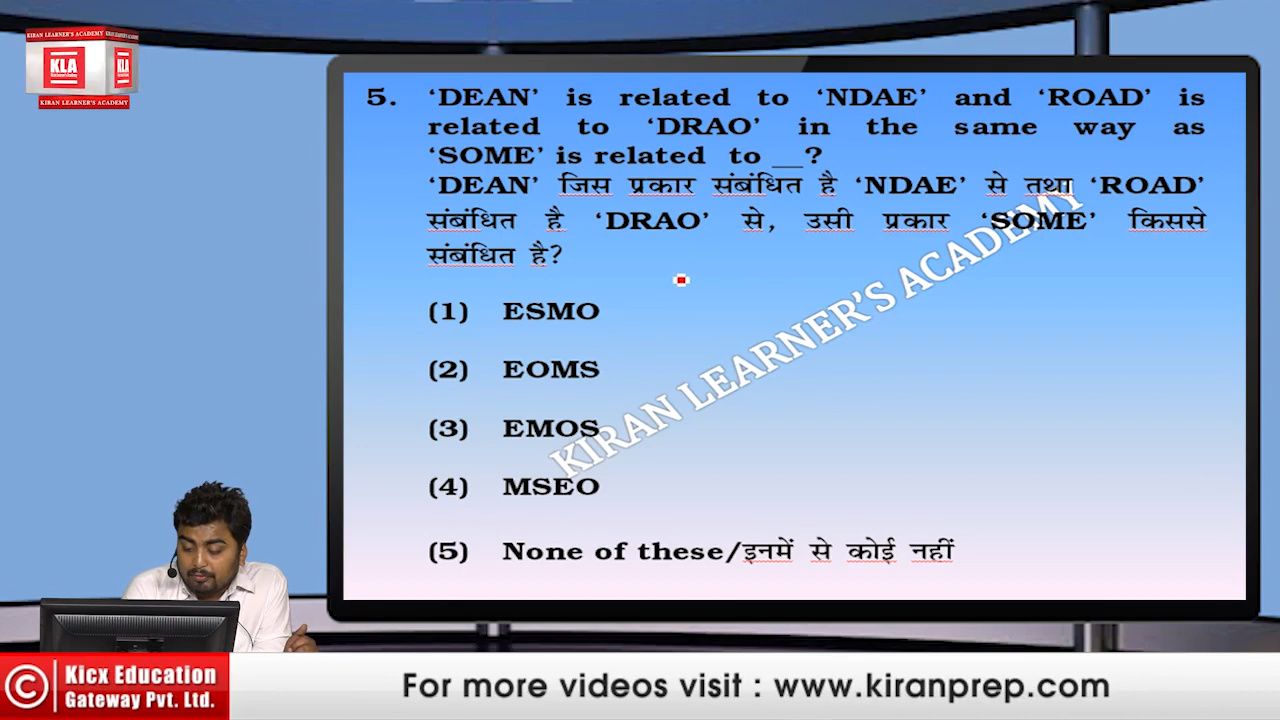 KIRAN LEARNER'S ACADEMY
KLA
KLA
KIRAN LEARNER'S ACADEMY
5. ‘DEAN’ is related to ‘NDAE’ and ‘ROAD’ is
related to ‘DRAO’ in the same way as
‘SOME’ is related to __?
‘DEAN’ जिस प्रकार संबंधित है ‘NDAE’ से तथा ‘ROAD’
संबंधित है ‘DRAO’ से, उसी प्रकार ‘SOME’ किससे
संबंधित है?
(1) ESMO
(2) EOMS
(3) EMOS
(4) MSEO
(5) None of these/इनमें से कोई नहीं
KIRAN LEARNER'S ACADEMY
© Kicx Education
Gateway Pvt. Ltd.
For more videos visit : www.kiranprep.com